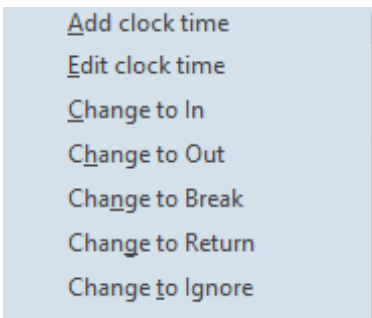 Add clock time
Edit clock time
Change to In
Change to Out
Change to Break
Change to Return
Change to Ignore